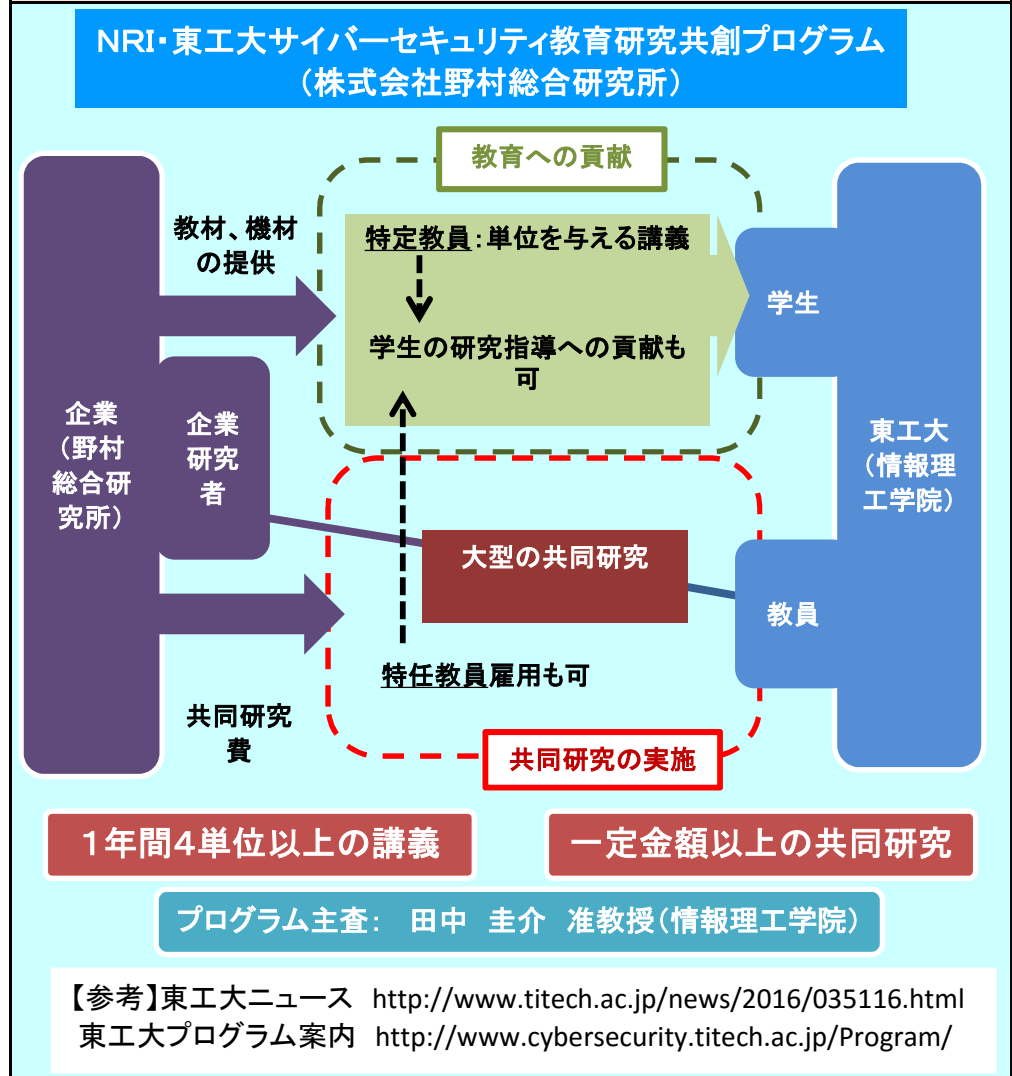 NRI・東工大サイバーセキュリティ教育研究共創プログラム
（株式会社野村総合研究所）
教育への貢献
教材、機材
の提供
特定教員：単位を与える講義
学生の研究指導への貢献も
可
学生
企業
（野村
総合研
究所）
企業
研究
者
東工大
（情報理
工学院）
大型の共同研究
教員
特任教員雇用も可
共同研究
費
共同研究の実施
１年間４単位以上の講義
一定金額以上の共同研究
プログラム主査：　田中　圭介　准教授（情報理工学院）
【参考】東工大ニュース http://www.titech.ac.jp/news/2016/035116.html
東工大プログラム案内 http://www.cybersecurity.titech.ac.jp/Program/